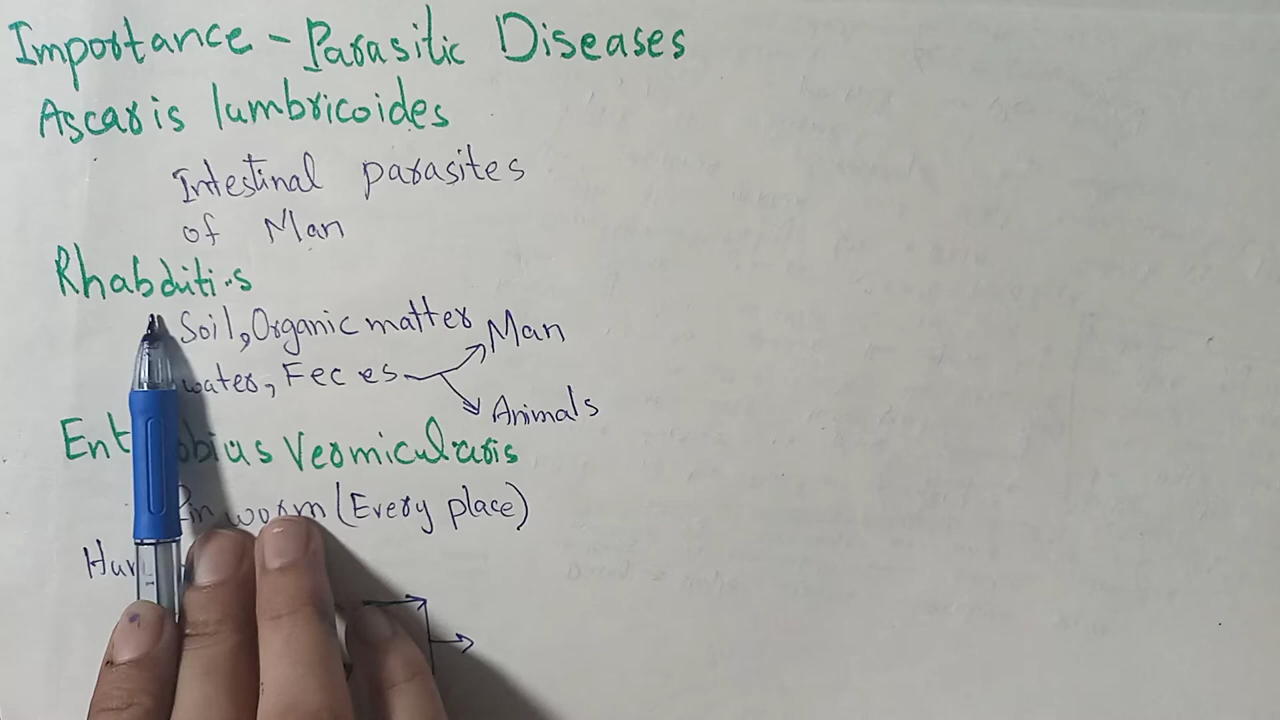 Importance - Parasitic Diseases
Ascaris lumbricoides
Intestinal parasites
of Man
Rhabditis
Soil, Organic matter Man
water, Feces
Animals
Vermicularis
worm (Every place)